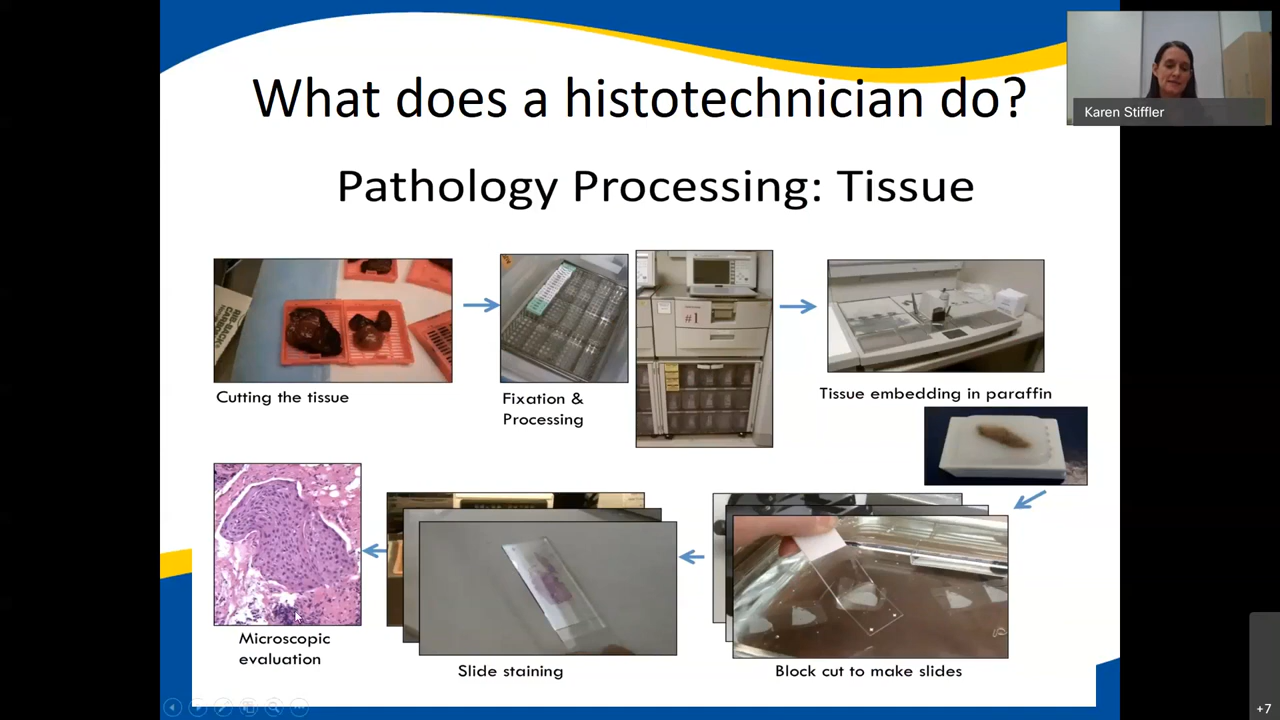 What does a histotechnician do?
Karen Stiffler
Pathology Processing: Tissue
#1
Cutting the tissue
Fixation &
Processing
Tissue embedding in paraffin
Microscopic
evaluation
Slide staining
Block cut to make slides
+7